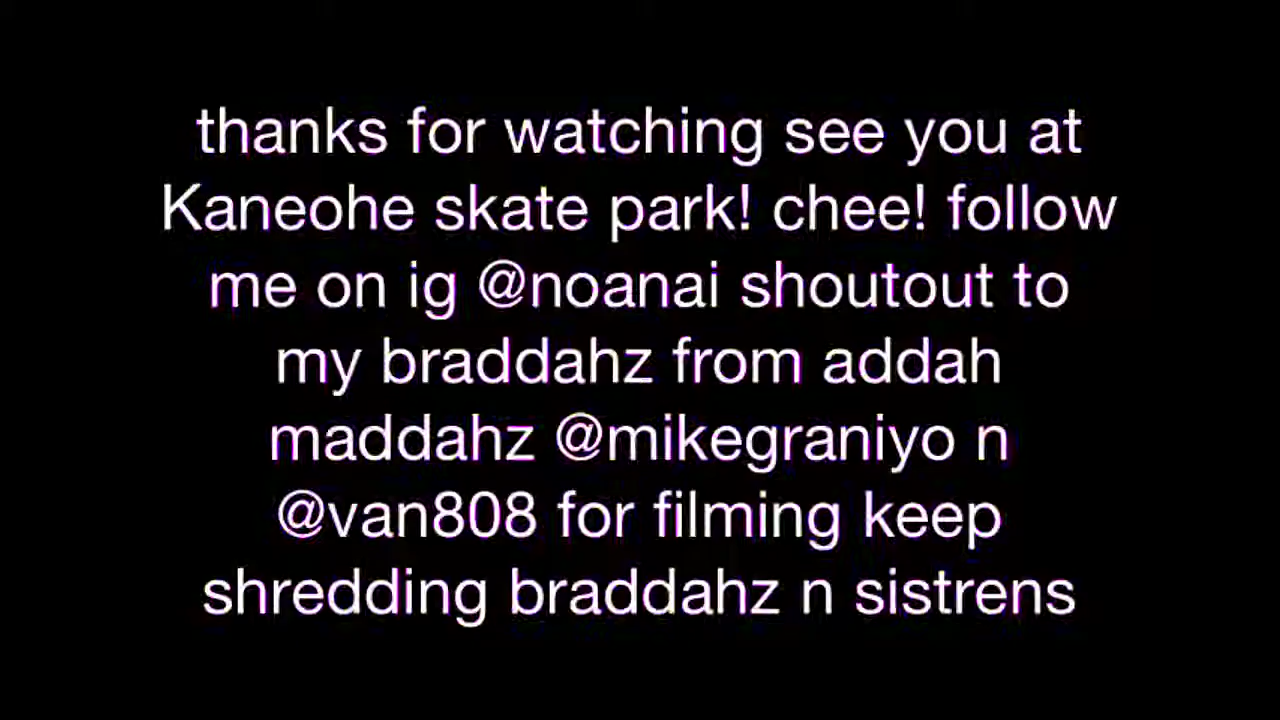 thanks for watching see you at
Kaneohe skate park! chee! follow
me on ig @noanai shoutout to
my braddahz from addah
maddahz @mikegraniyo n
@van808 for filming keep
shredding braddahz n sistrens